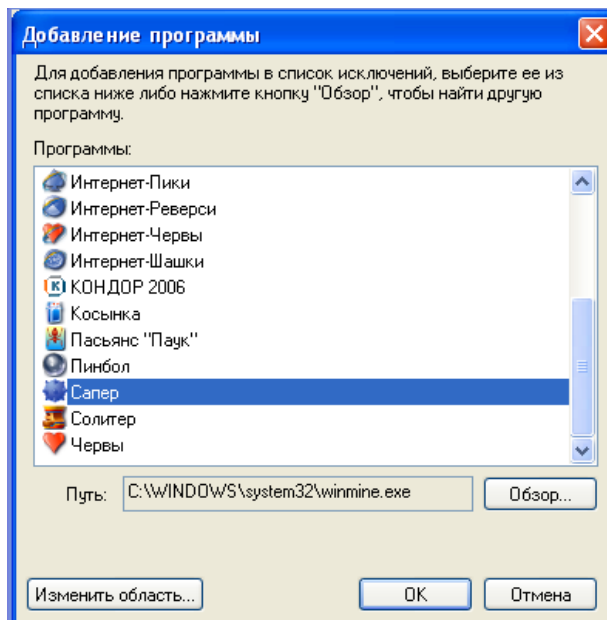 Добавление программы
Для добавления программы в список исключений, выберите ее из
списка ниже либо нажмите кнопку "Обзор", чтобы найти другую
программу.
Программы:
Интернет-Пики
Интернет-Реверси
Интернет-Червы
Интернет-Шашки
КОНДОР 2006
Косынка
Пасьянс "Паук"
Пинбол
Сапер
Солитер
Червы
Путь: C:\WINDOWS\system32\winmine.exe Обзор...
Изменить область... OK Отмена